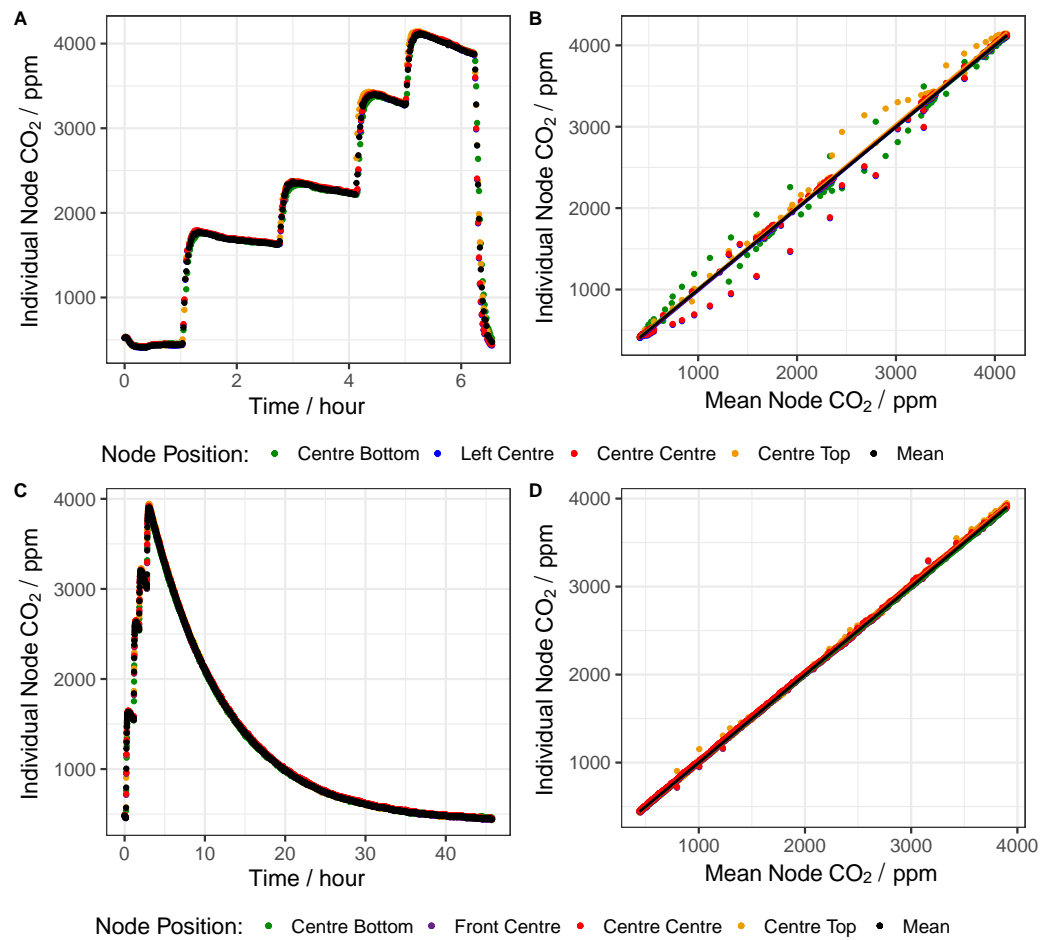 A
Individual Node CO₂ / ppm
4000
3000
2000
1000
0
2
4
6
Time / hour
B
Individual Node CO₂ / ppm
4000
3000
2000
1000
1000
2000
3000
4000
Mean Node CO₂ / ppm
Node Position: Centre Bottom Left Centre Centre Centre Centre Top Mean
C
Individual Node CO₂ / ppm
4000
3000
2000
1000
0
10
20
30
40
Time / hour
D
Individual Node CO₂ / ppm
4000
3000
2000
1000
1000
2000
3000
4000
Mean Node CO₂ / ppm
Node Position: Centre Bottom Front Centre Centre Centre Centre Top Mean